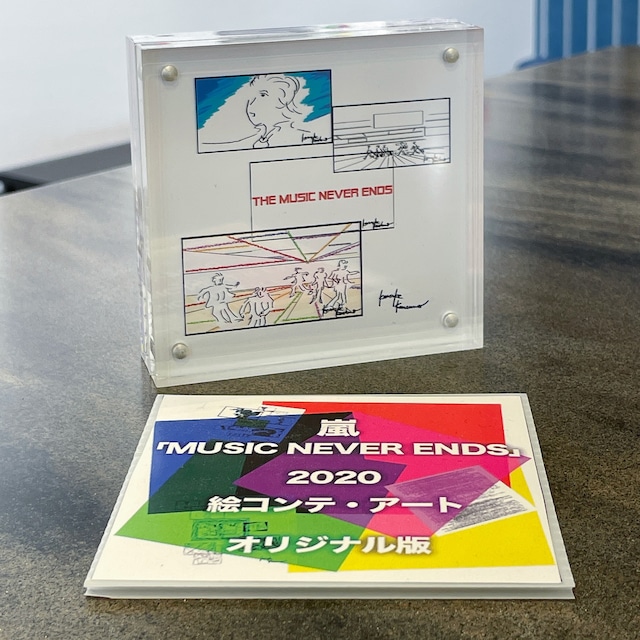 THE MUSIC NEVER ENDS
嵐
「MUSIC NEVER ENDS」
2020
絵コンテ・アート
オリジナル版